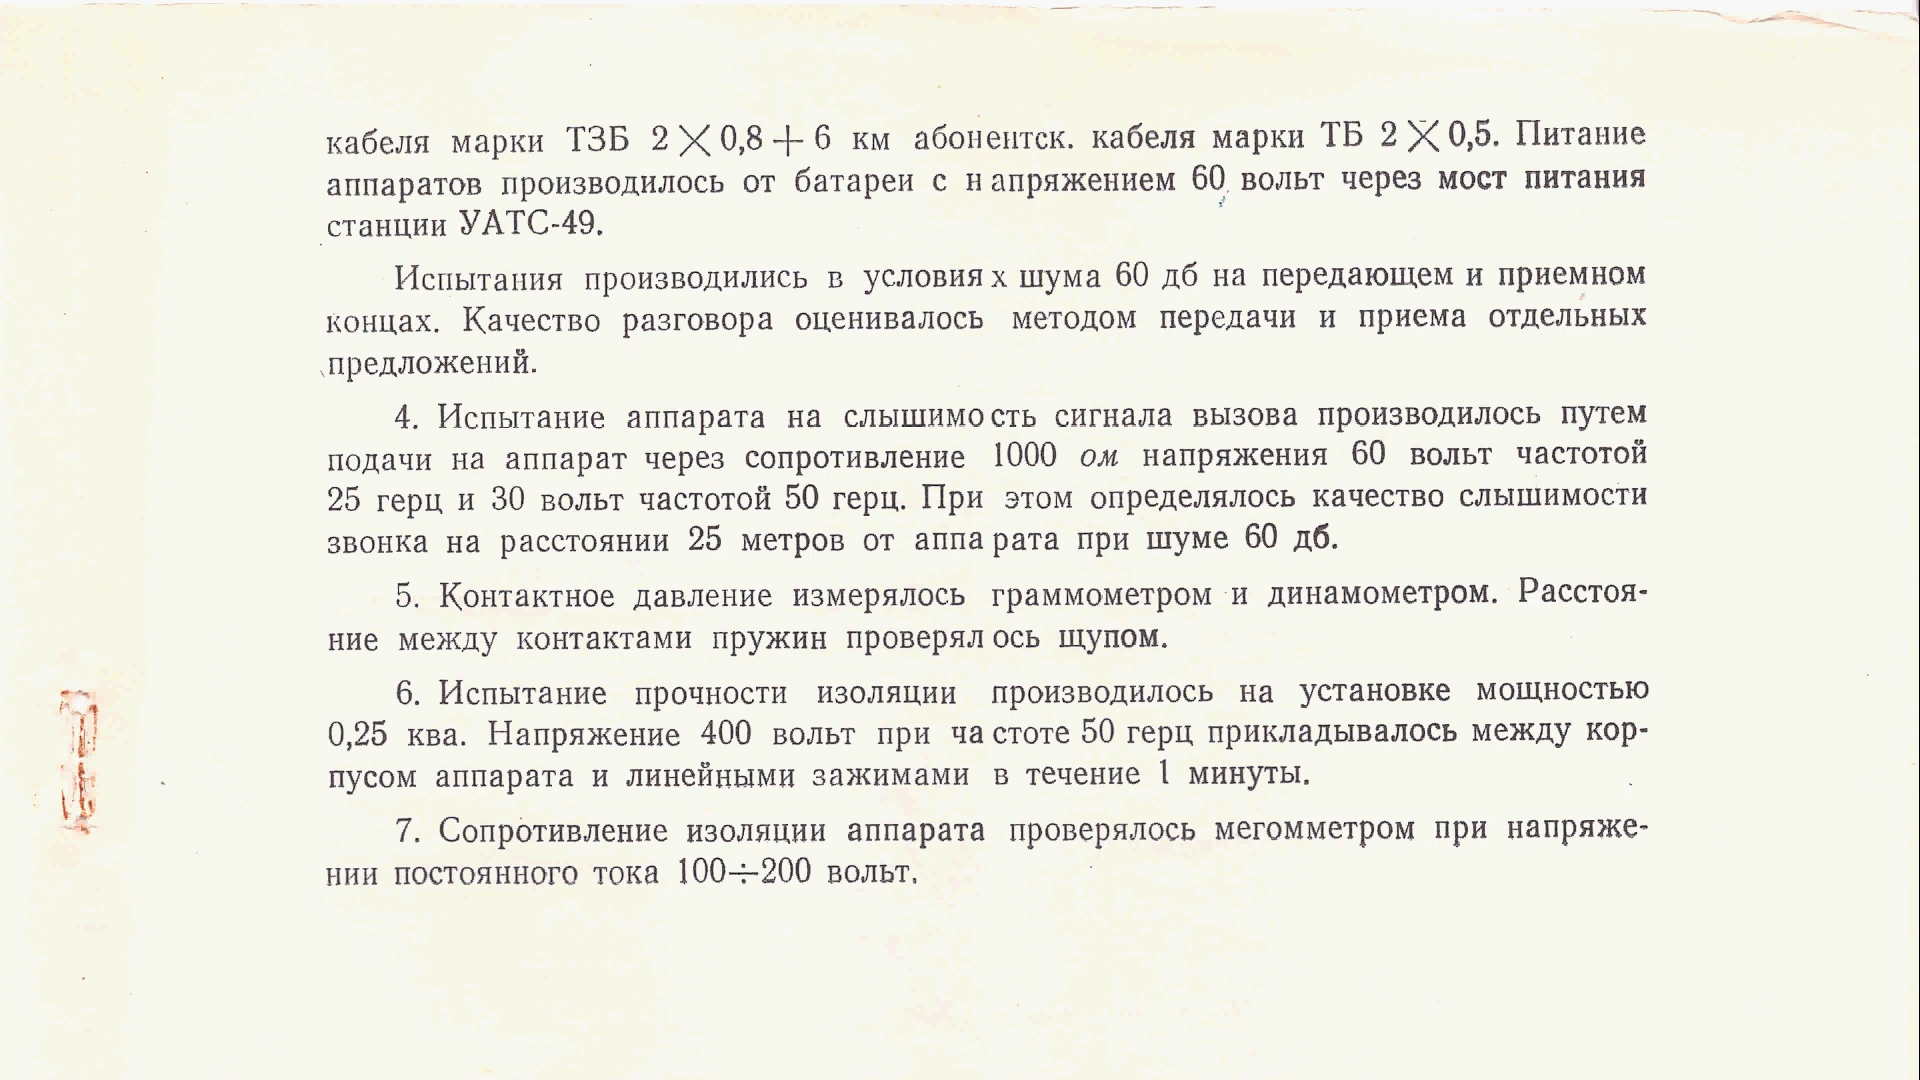 кабеля марки ТЗБ 2×0,8+6 км абонентск. кабеля марки ТБ 2×0,5. Питание
аппаратов производилось от батареи с напряжением 60 вольт через мост питания
станции УАТС-49.
Испытания производились в условиях шума 60 дб на передающем и приемном
концах. Качество разговора оценивалось методом передачи и приема отдельных
предложений.
4. Испытание аппарата на слышимость сигнала вызова производилось путем
подачи на аппарат через сопротивление 1000 ом напряжения 60 вольт частотой
25 герц и 30 вольт частотой 50 герц. При этом определялось качество слышимости
звонка на расстоянии 25 метров от аппарата при шуме 60 дб.
5. Контактное давление измерялось граммометром и динамометром. Расстоя-
ние между контактами пружин проверялось щупом.
6. Испытание прочности изоляции производилось на установке мощностью
0,25 ква. Напряжение 400 вольт при частоте 50 герц прикладывалось между кор-
пусом аппарата и линейными зажимами в течение 1 минуты.
7. Сопротивление изоляции аппарата проверялось мегомметром при напряже-
нии постоянного тока 100÷200 вольт.